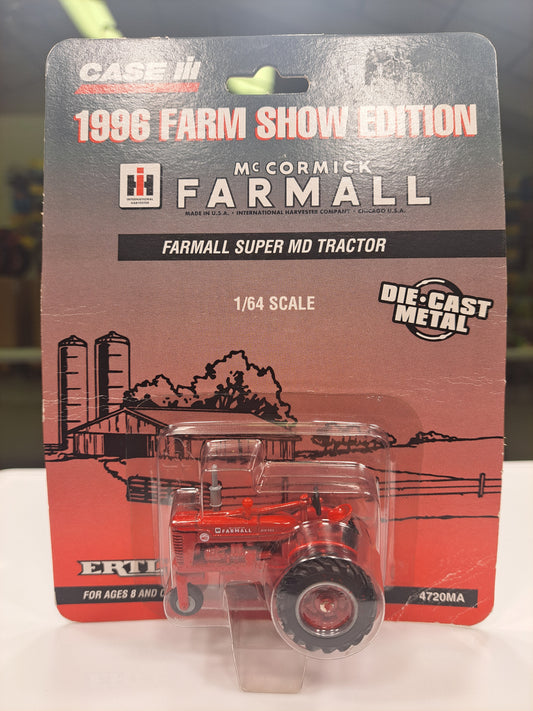 CASE IH
1996 FARM SHOW EDITION
IH
INTERNATIONAL
HARVESTER
McCORMICK
FARMALL
MADE IN U.S.A. · INTERNATIONAL HARVESTER COMPANY · CHICAGO U.S.A.
FARMALL SUPER MD TRACTOR
1/64 SCALE
DIE·CAST
METAL
FARMALL
ERTL
FOR AGES 8 AND
4720MA